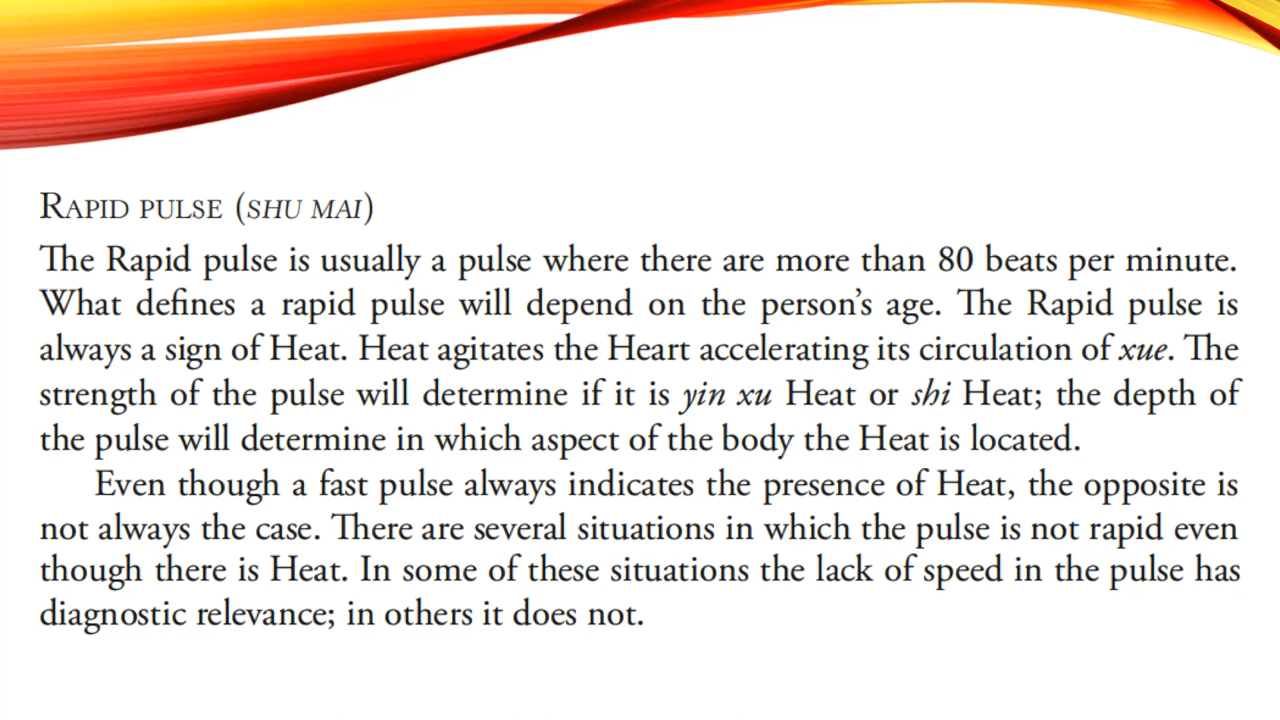 RAPID PULSE (SHU MAI)
The Rapid pulse is usually a pulse where there are more than 80 beats per minute.
What defines a rapid pulse will depend on the person’s age. The Rapid pulse is
always a sign of Heat. Heat agitates the Heart accelerating its circulation of xue. The
strength of the pulse will determine if it is yin xu Heat or shi Heat; the depth of
the pulse will determine in which aspect of the body the Heat is located.
Even though a fast pulse always indicates the presence of Heat, the opposite is
not always the case. There are several situations in which the pulse is not rapid even
though there is Heat. In some of these situations the lack of speed in the pulse has
diagnostic relevance; in others it does not.